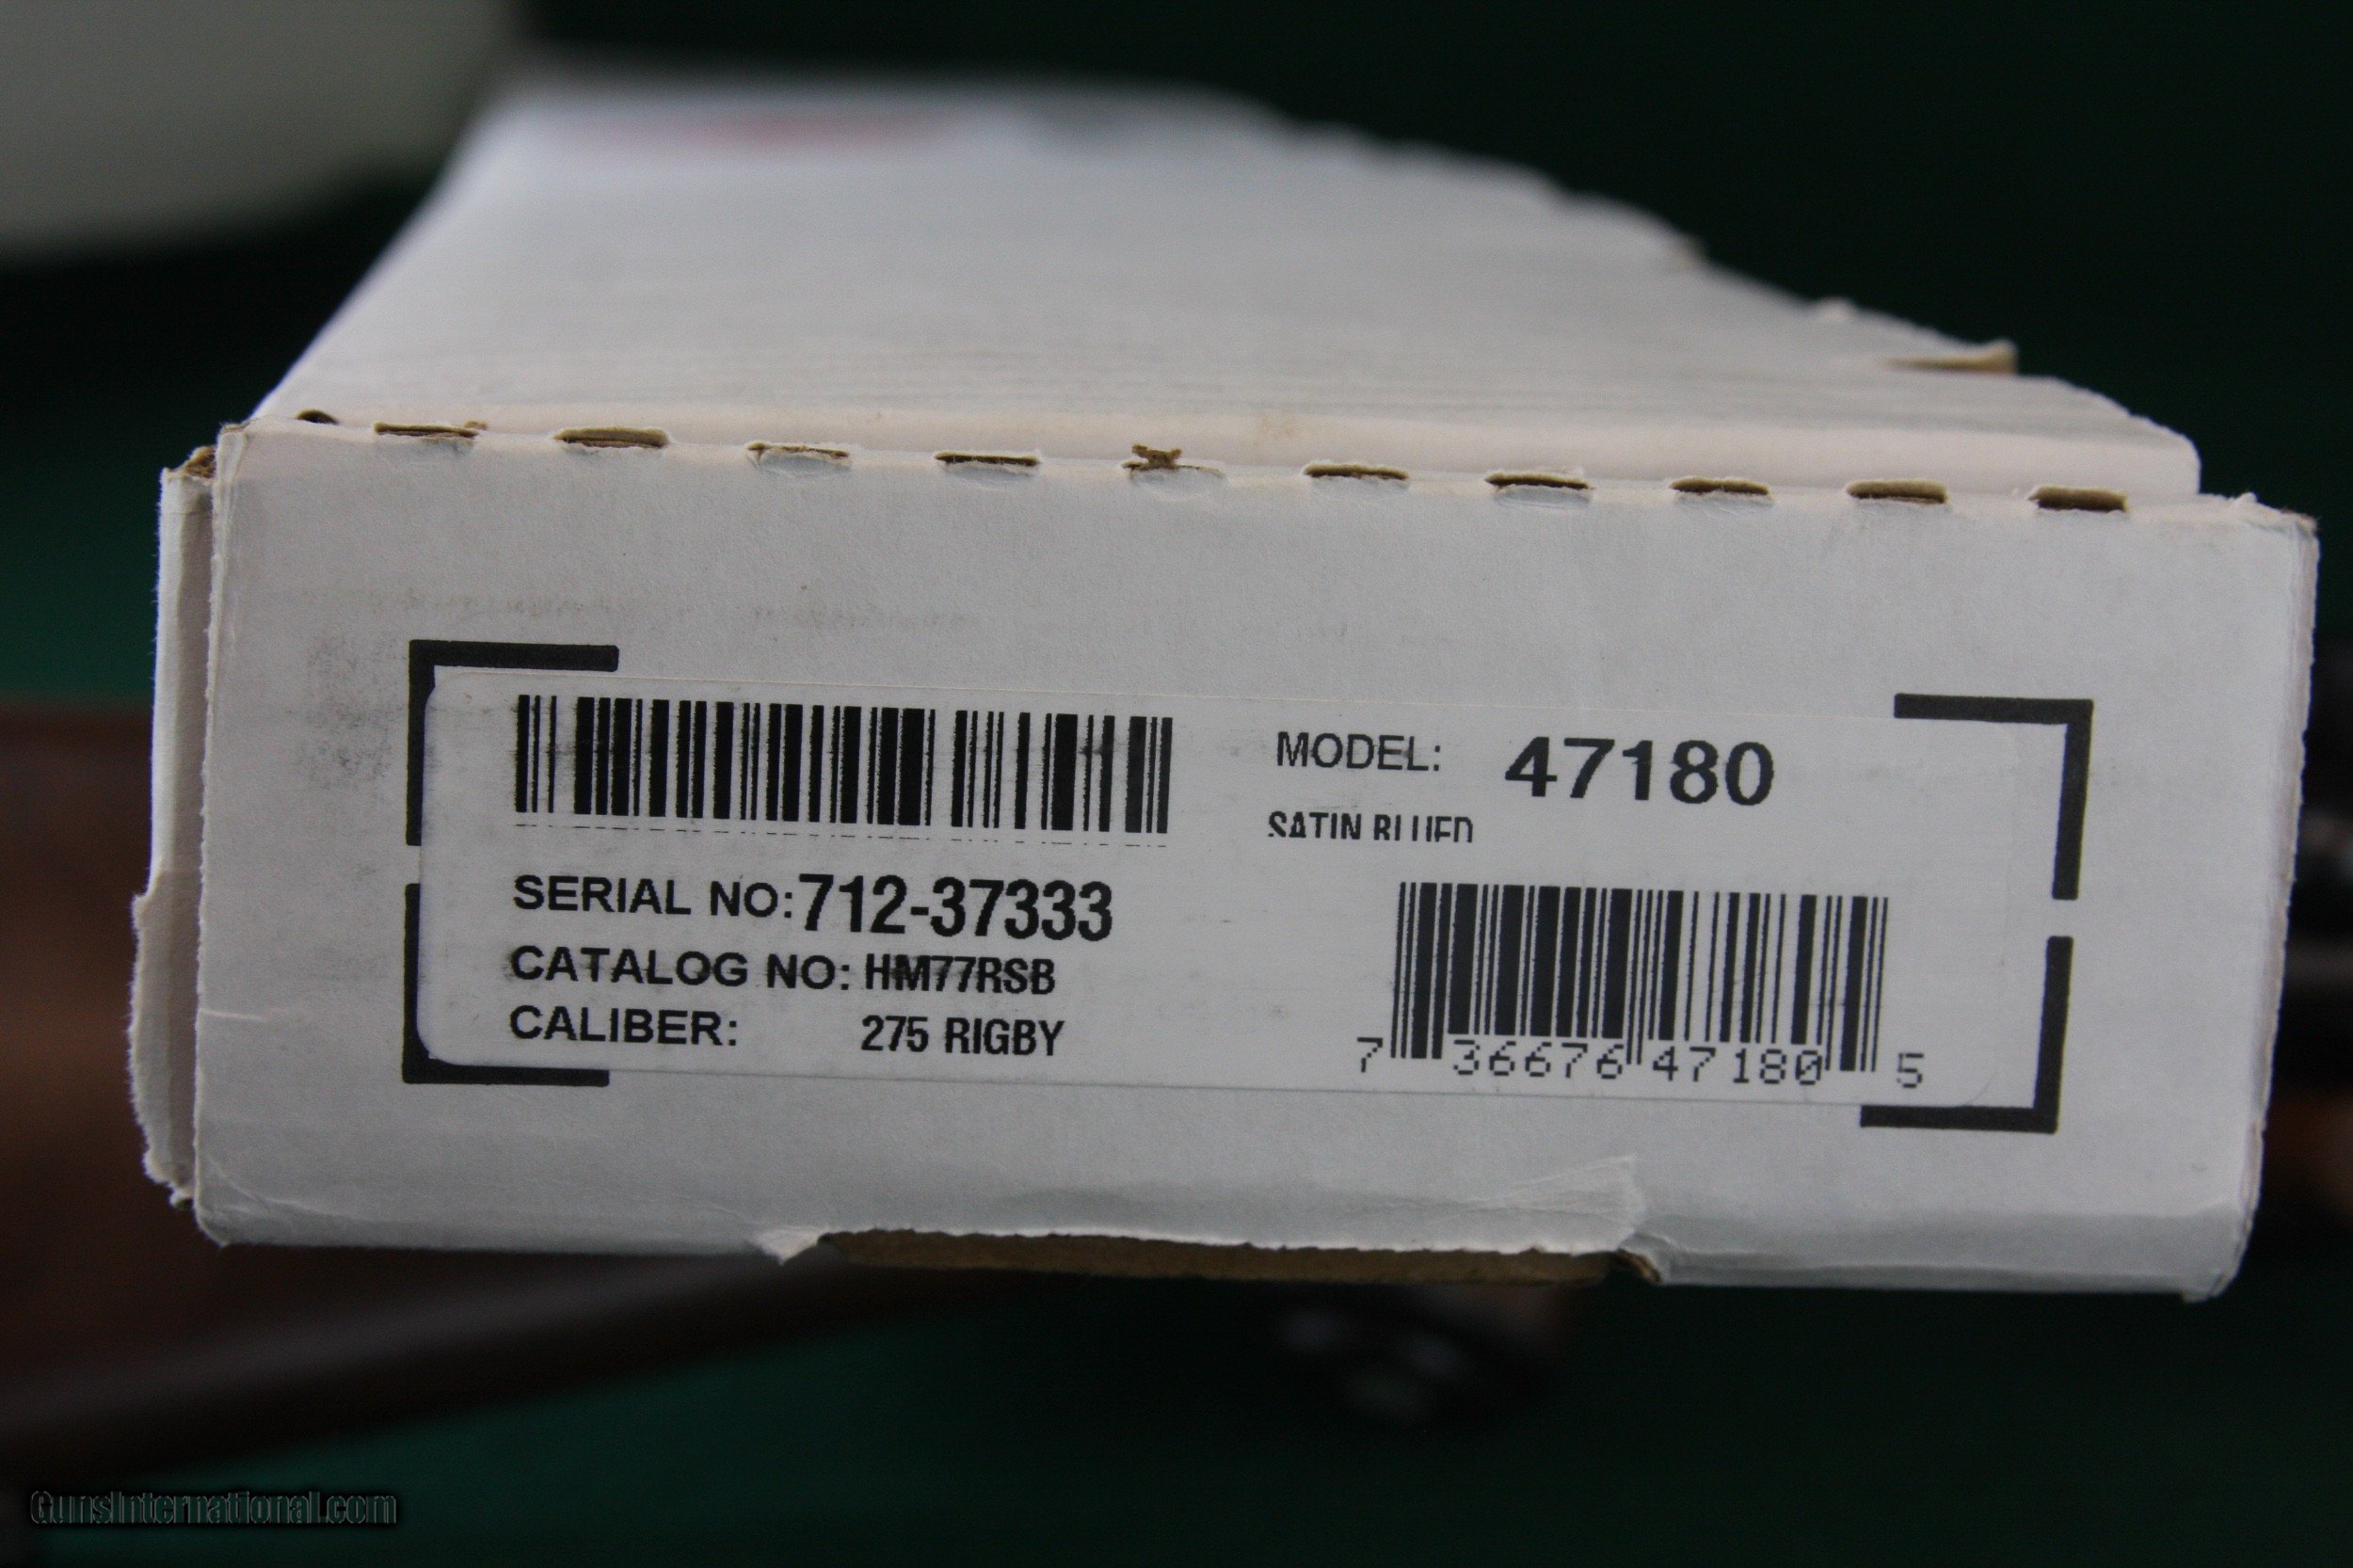 MODEL: 47180
SATIN BLUED
SERIAL NO:712-37333
CATALOG NO: HM77RSB
CALIBER: 275 RIGBY
7 36676 47180 5
GunsInternational.com